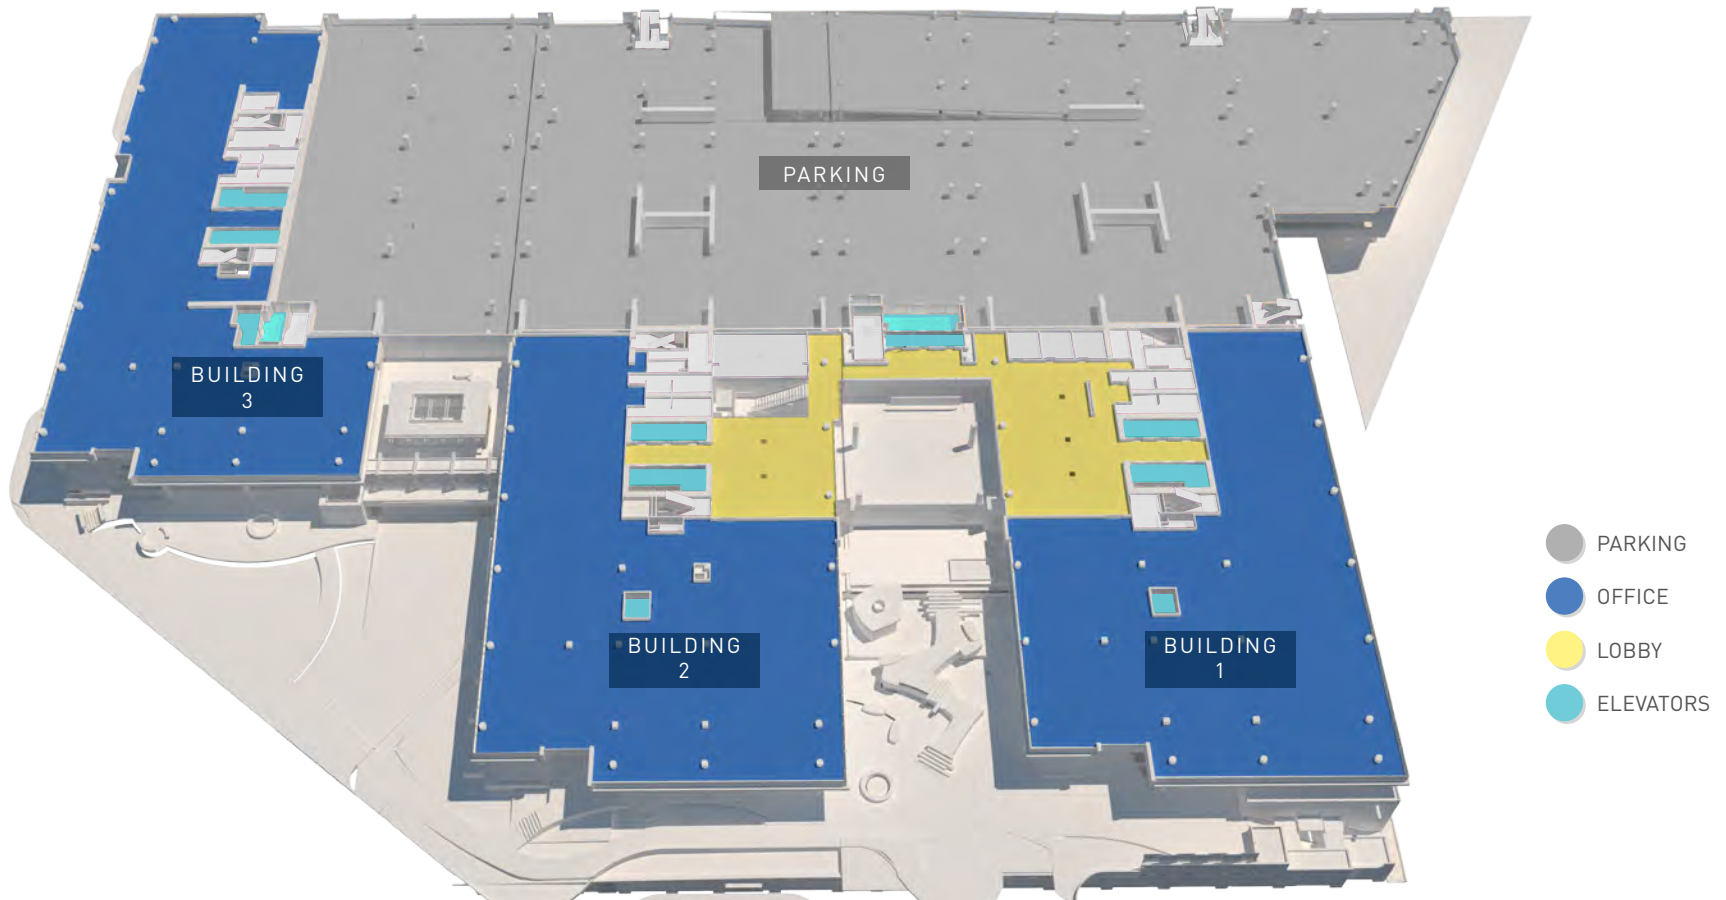 PARKING
BUILDING
3
BUILDING
2
BUILDING
1
PARKING
OFFICE
LOBBY
ELEVATORS